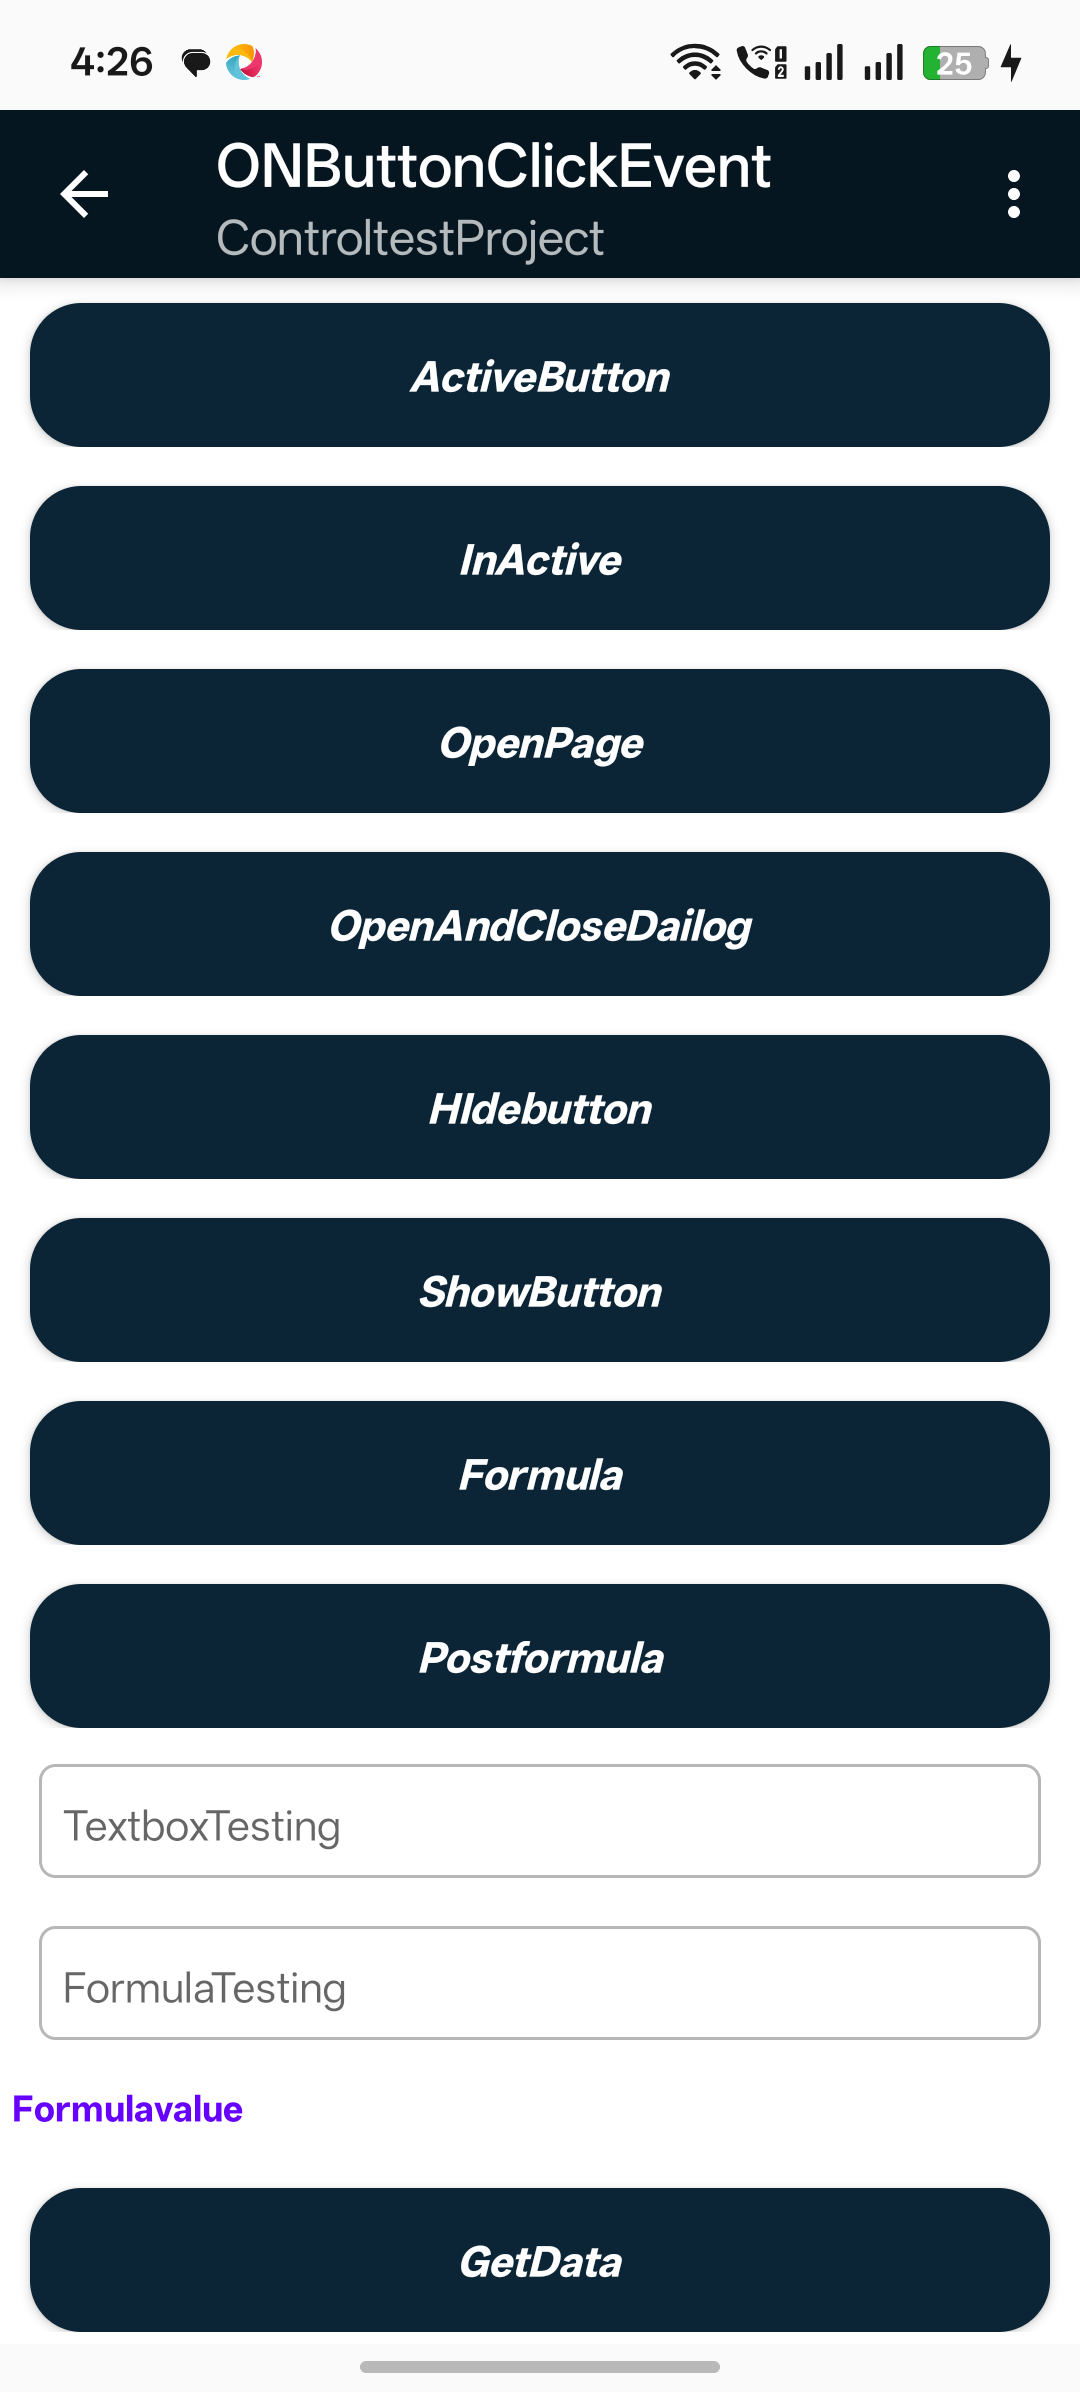 4:26
25
ONButtonClickEvent
ControltestProject
ActiveButton
InActive
OpenPage
OpenAndCloseDailog
HIdebutton
ShowButton
Formula
Postformula
TextboxTesting
FormulaTesting
Formulavalue
GetData